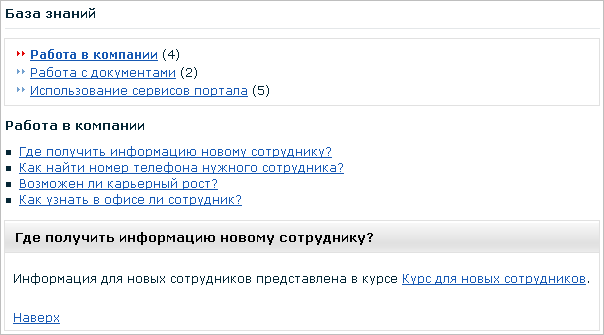 База знаний
Работа в компании (4)
Работа с документами (2)
Использование сервисов портала (5)
Работа в компании
Где получить информацию новому сотруднику?
Как найти номер телефона нужного сотрудника?
Возможен ли карьерный рост?
Как узнать в офисе ли сотрудник?
Где получить информацию новому сотруднику?
Информация для новых сотрудников представлена в курсе Курс для новых сотрудников.
Наверх